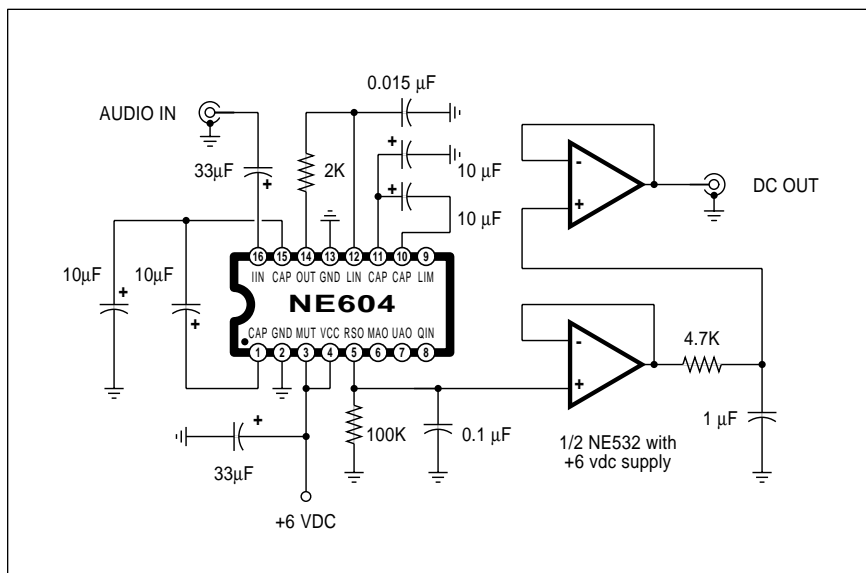 0.015 µF
AUDIO IN
33µF
+
2K
+
10 µF
+
10 µF
-
+
DC OUT
10µF
+
10µF
+
16 15 14 13 12 11 10 9
IIN CAP OUT GND LIN CAP CAP LIM
NE604
CAP GND MUT VCC RSO MAO UAO QIN
1 2 3 4 5 6 7 8
-
+
4.7K
1 µF
+
33µF
100K
0.1 µF
1/2 NE532 with
+6 vdc supply
+6 VDC